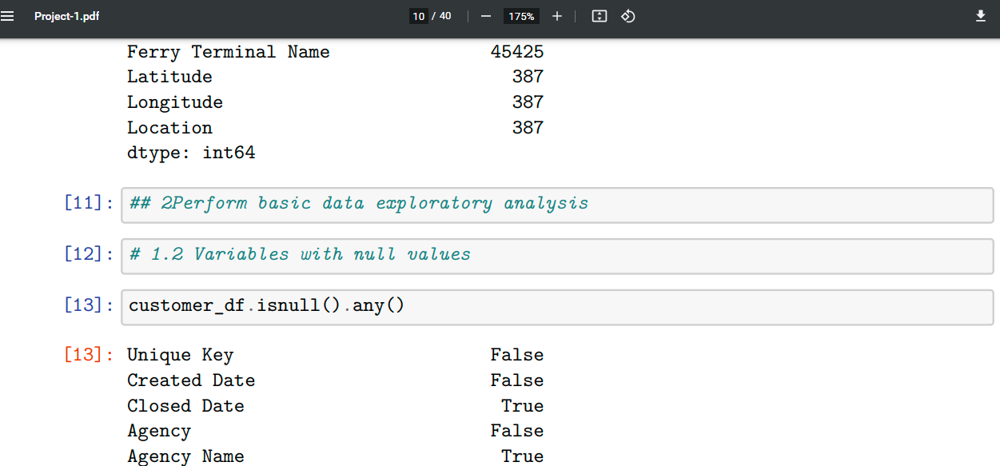 Project-1.pdf 10 / 40 175%
Ferry Terminal Name 45425
Latitude 387
Longitude 387
Location 387
dtype: int64
[11]: ## 2Perform basic data exploratory analysis
[12]: # 1.2 Variables with null values
[13]: customer_df.isnull().any()
[13]: Unique Key False
Created Date False
Closed Date True
Agency False
Agency Name True